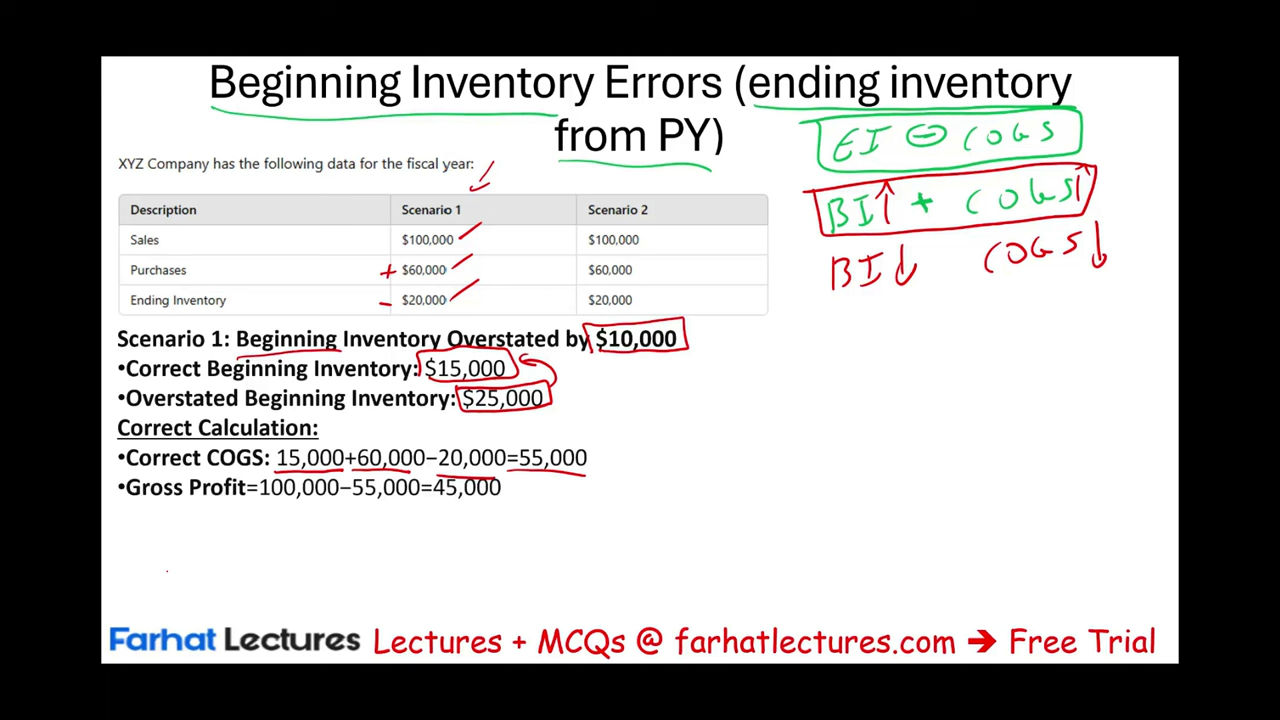 Beginning Inventory Errors (ending inventory
from PY)
EI ⊖ COGS
XYZ Company has the following data for the fiscal year:
BI↑ + COGS↑
Description Scenario 1 Scenario 2
Sales $100,000 $100,000
BI↓ COGS↓
Purchases + $60,000 $60,000
Ending Inventory - $20,000 $20,000
Scenario 1: Beginning Inventory Overstated by $10,000
•Correct Beginning Inventory: $15,000
•Overstated Beginning Inventory: $25,000
Correct Calculation:
•Correct COGS: 15,000+60,000−20,000=55,000
•Gross Profit=100,000−55,000=45,000
Farhat Lectures Lectures + MCQs @ farhatlectures.com ➔ Free Trial